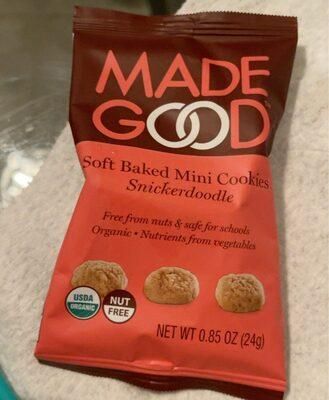 MADE
GOOD
Soft Baked Mini Cookies
Snickerdoodle
Free from nuts & safe for schools
Organic • Nutrients from vegetables
USDA
ORGANIC
NUT
FREE
NET WT 0.85 OZ (24g)